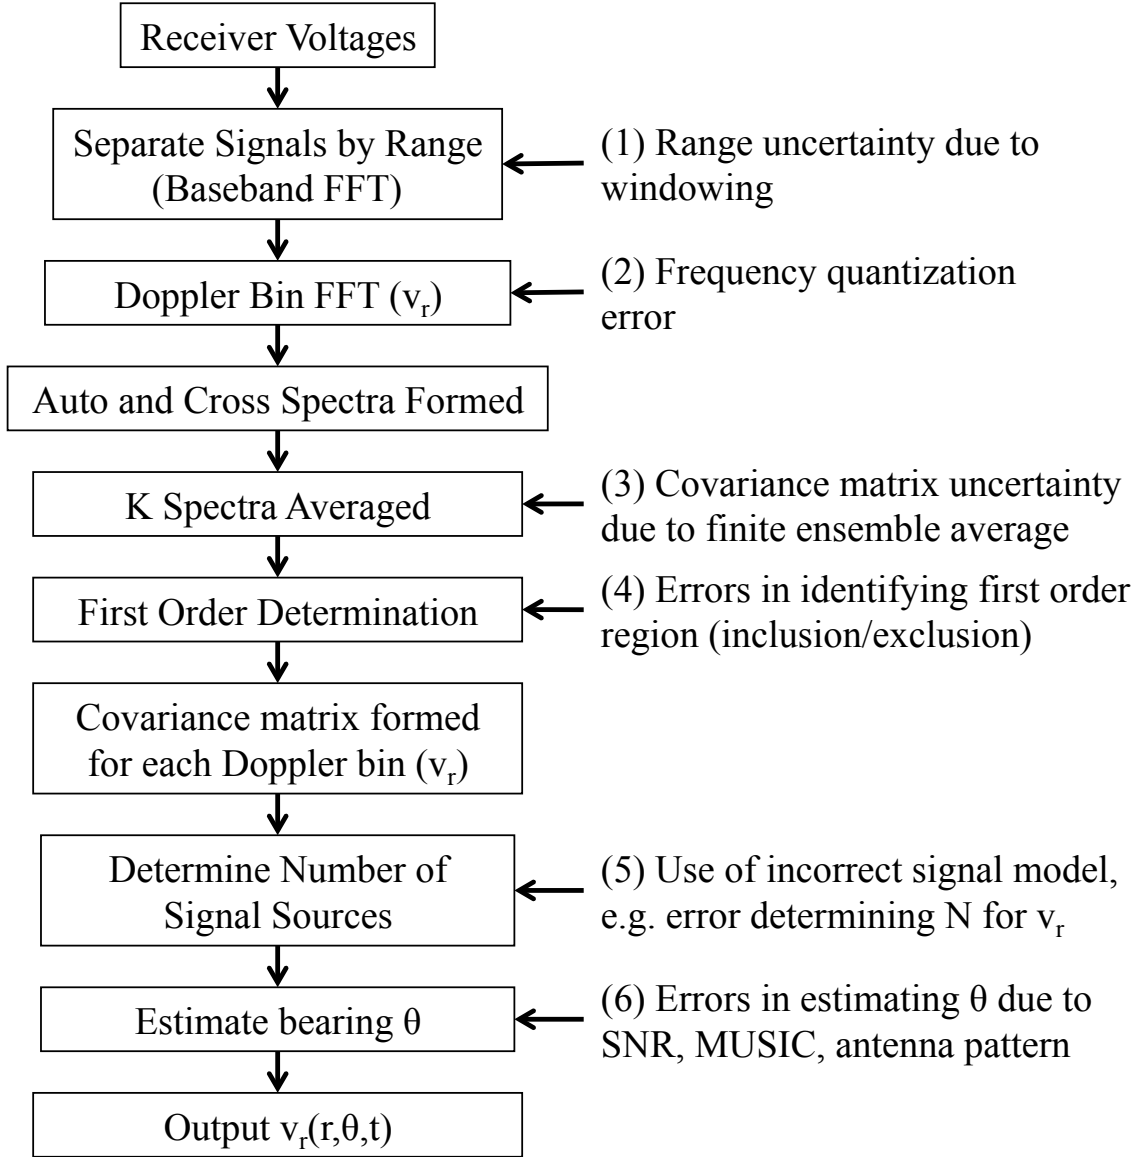 Receiver Voltages
Separate Signals by Range
(Baseband FFT)
(1) Range uncertainty due to
windowing
Doppler Bin FFT (vᵣ)
(2) Frequency quantization
error
Auto and Cross Spectra Formed
K Spectra Averaged
(3) Covariance matrix uncertainty
due to finite ensemble average
First Order Determination
(4) Errors in identifying first order
region (inclusion/exclusion)
Covariance matrix formed
for each Doppler bin (vᵣ)
Determine Number of
Signal Sources
(5) Use of incorrect signal model,
e.g. error determining N for vᵣ
Estimate bearing θ
(6) Errors in estimating θ due to
SNR, MUSIC, antenna pattern
Output vᵣ(r,θ,t)